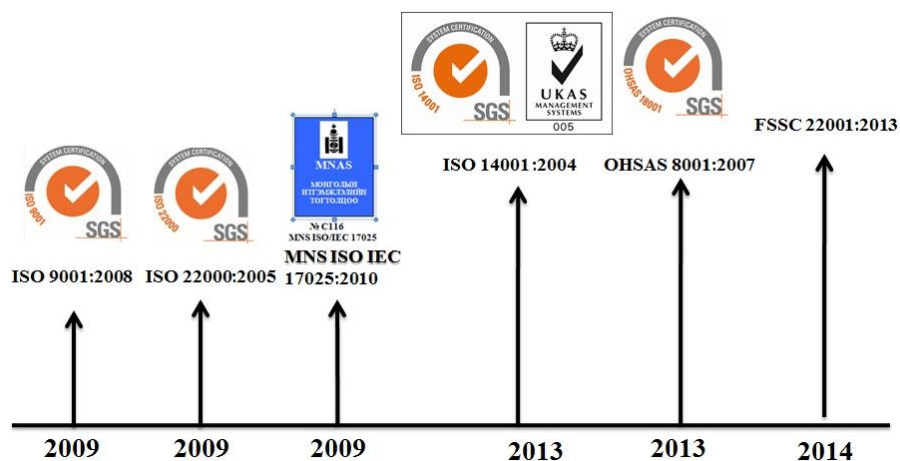 SYSTEM CERTIFICATION
ISO 9001
SGS
ISO 9001:2008
SYSTEM CERTIFICATION
ISO 22000
SGS
ISO 22000:2005
MNAS
МОНГОЛЫН
ИТГЭМЖЛЭЛИЙН
ТОГТОЛЦОО
№ C116
MNS ISO/IEC 17025
MNS ISO IEC
17025:2010
SYSTEM CERTIFICATION
ISO 14001
SGS
UKAS
MANAGEMENT
SYSTEMS
005
ISO 14001:2004
SYSTEM CERTIFICATION
OHSAS 18001
SGS
OHSAS 8001:2007
FSSC 22001:2013
2009
2009
2009
2013
2013
2014